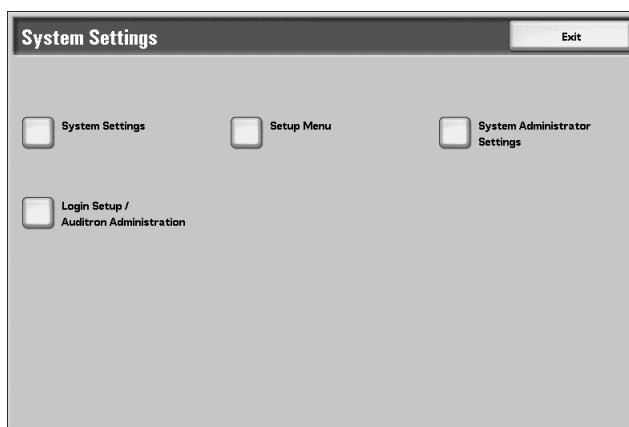 System Settings
Exit
System Settings
Setup Menu
System Administrator
Settings
Login Setup /
Auditron Administration